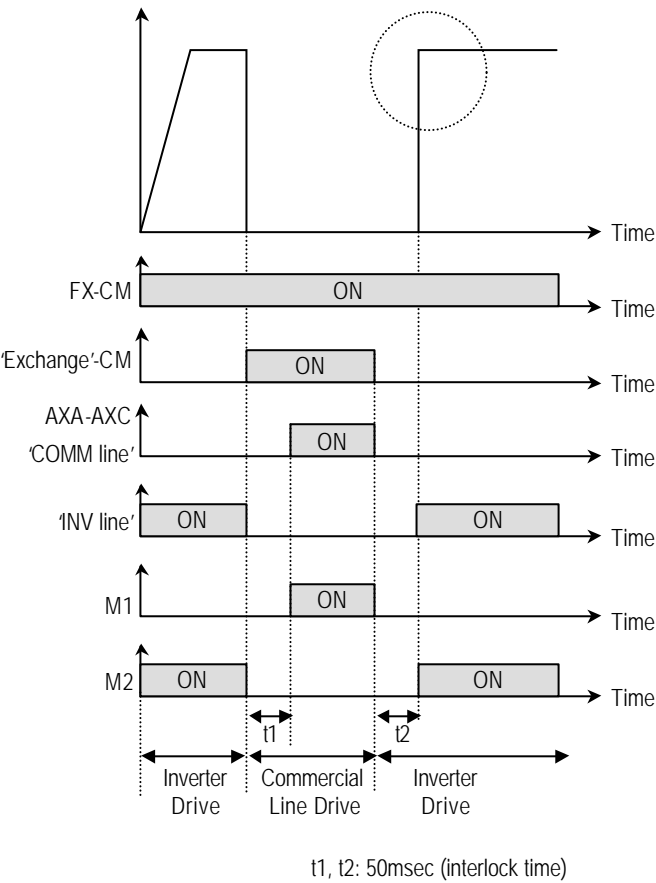 Time
FX-CM
ON
Time
'Exchange'-CM
ON
Time
AXA-AXC
'COMM line'
ON
Time
'INV line'
ON
ON
Time
M1
ON
Time
M2
ON
ON
Time
t1
t2
Inverter
Drive
Commercial
Line Drive
Inverter
Drive
t1, t2: 50msec (interlock time)